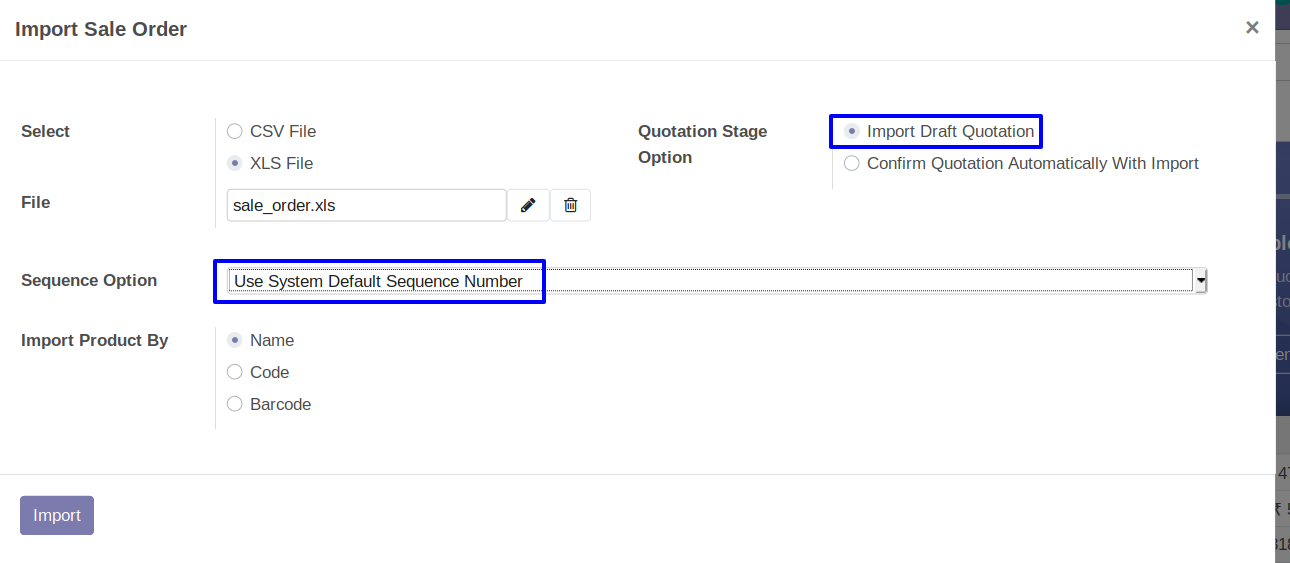 Import Sale Order
×
Select
CSV File
XLS File
Quotation Stage
Option
Import Draft Quotation
Confirm Quotation Automatically With Import
File
sale_order.xls
Sequence Option
Use System Default Sequence Number
Import Product By
Name
Code
Barcode
Import